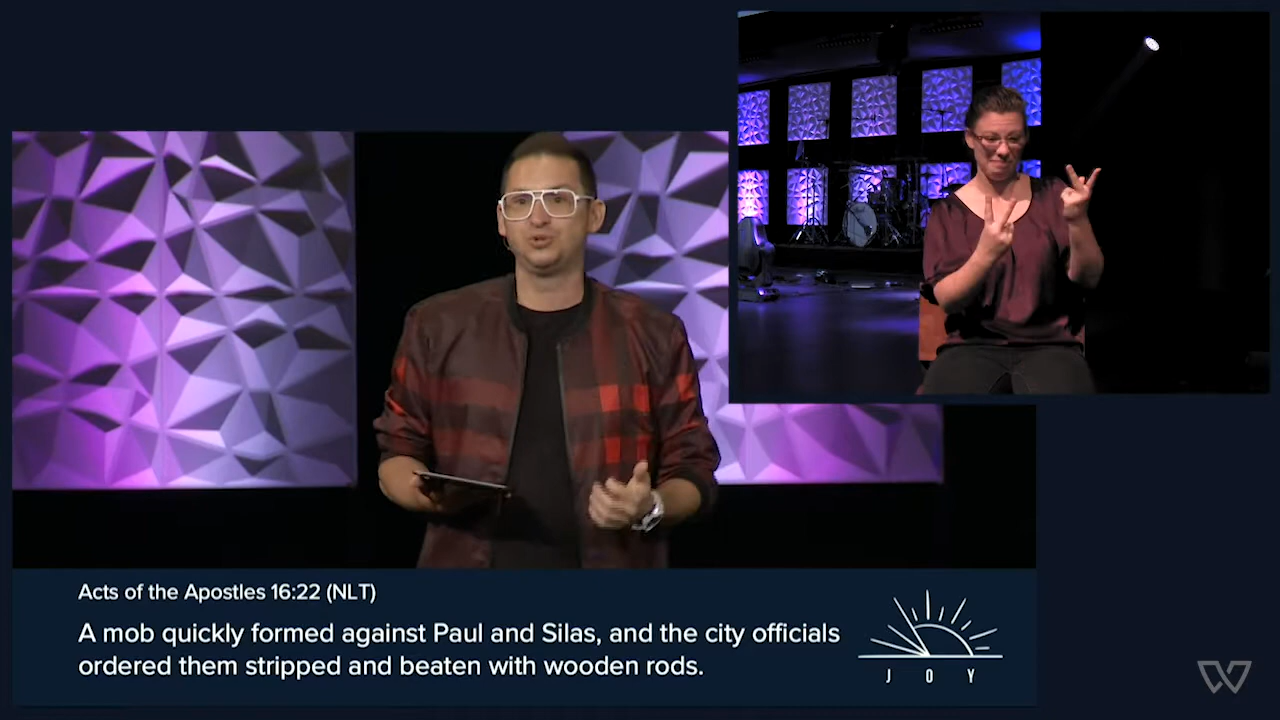 Acts of the Apostles 16:22 (NLT)
A mob quickly formed against Paul and Silas, and the city officials
ordered them stripped and beaten with wooden rods.
J O Y